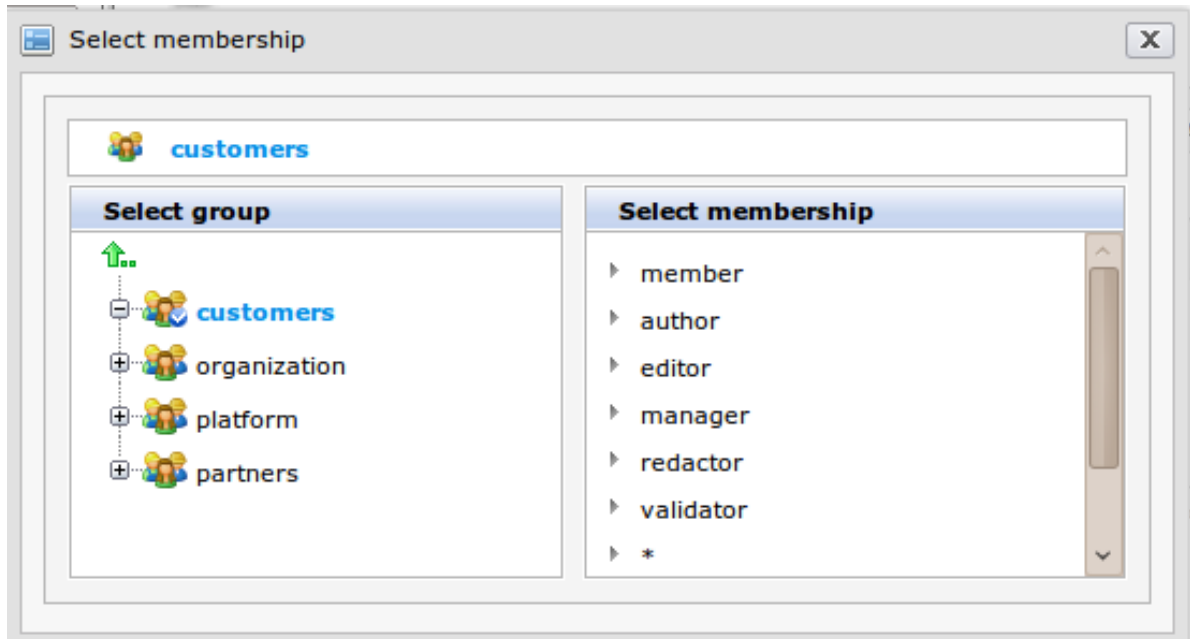 Select membership
customers
Select group
customers
organization
platform
partners
Select membership
member
author
editor
manager
redactor
validator
*